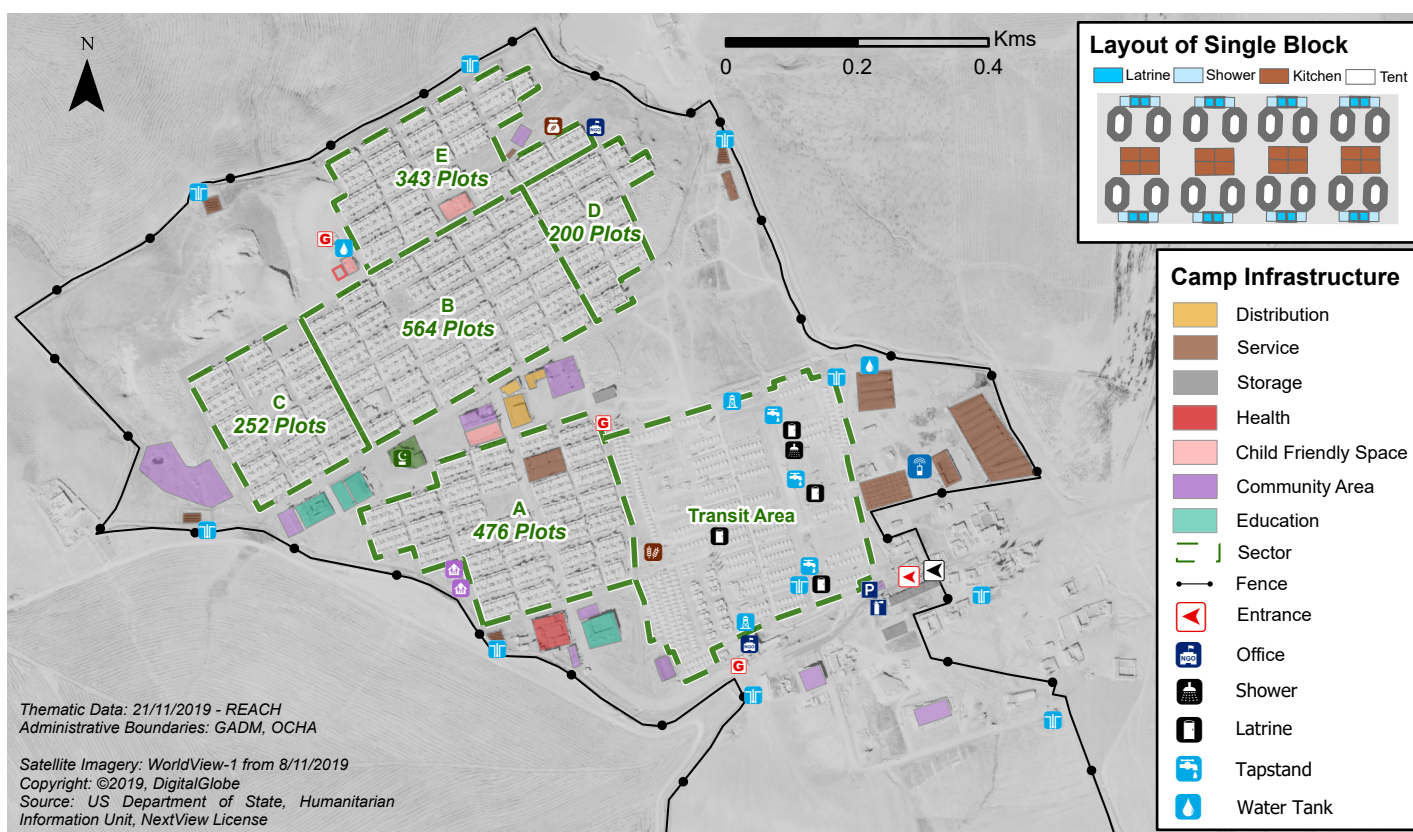 N
Kms
0
0.2
0.4
Layout of Single Block
Latrine
Shower
Kitchen
Tent
E
343 Plots
D
200 Plots
B
564 Plots
C
252 Plots
A
476 Plots
Transit Area
NGO
G
G
P
NGO
G
Camp Infrastructure
Distribution
Service
Storage
Health
Child Friendly Space
Community Area
Education
Sector
Fence
Entrance
NGO
Office
Shower
Latrine
Tapstand
Water Tank
Thematic Data: 21/11/2019 - REACH
Administrative Boundaries: GADM, OCHA
Satellite Imagery: WorldView-1 from 8/11/2019
Copyright: ©2019, DigitalGlobe
Source: US Department of State, Humanitarian
Information Unit, NextView License